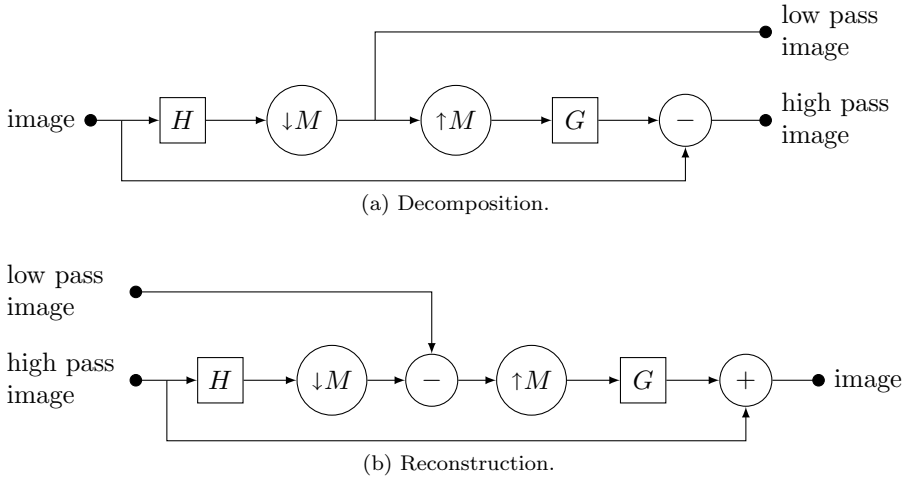 low pass
image
image
H
↓M
↑M
G
−
high pass
image
(a) Decomposition.
low pass
image
high pass
image
H
↓M
−
↑M
G
+
image
(b) Reconstruction.